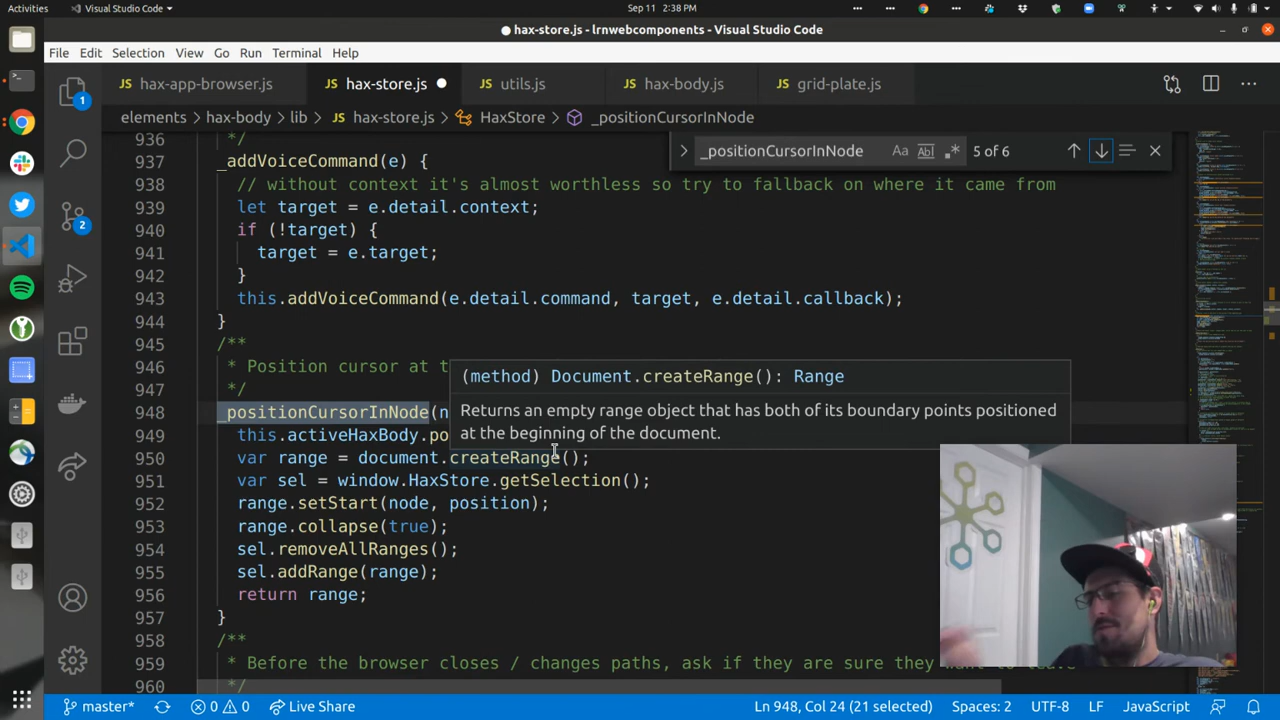 Activities
Visual Studio Code
Sep 11 2:38 PM
hax-store.js - lrnwebcomponents - Visual Studio Code
File Edit Selection View Go Run Terminal Help
JS hax-app-browser.js JS hax-store.js JS utils.js JS hax-body.js JS grid-plate.js
elements > hax-body > lib > JS hax-store.js > HaxStore > _positionCursorInNode
_positionCursorInNode Aa Abl .* 5 of 6
936 */
937 _addVoiceCommand(e) {
938 // without context it's about worthless so try to fallback on where it came from
939 let target = e.detail.context;
940 if (!target) {
941 target = e.target;
942 }
943 this.addVoiceCommand(e.detail.command, target, e.detail.callback);
944 }
945 /**
946 * Position cursor at t
947 */
948 _positionCursorInNode(n
949 this.activeHaxBody.po
950 var range = document.createRange();
951 var sel = window.HaxStore.getSelection();
952 range.setStart(node, position);
953 range.collapse(true);
954 sel.removeAllRanges();
955 sel.addRange(range);
956 return range;
957 }
958 /**
959 * Before the browser closes / changes paths, ask if they are sure they want to leave
960 */
(method) Document.createRange(): Range
Returns an empty range object that has both of its boundary points positioned
at the beginning of the document.
1
2
master* 0 0 Live Share Ln 948, Col 24 (21 selected) Spaces: 2 UTF-8 LF JavaScript